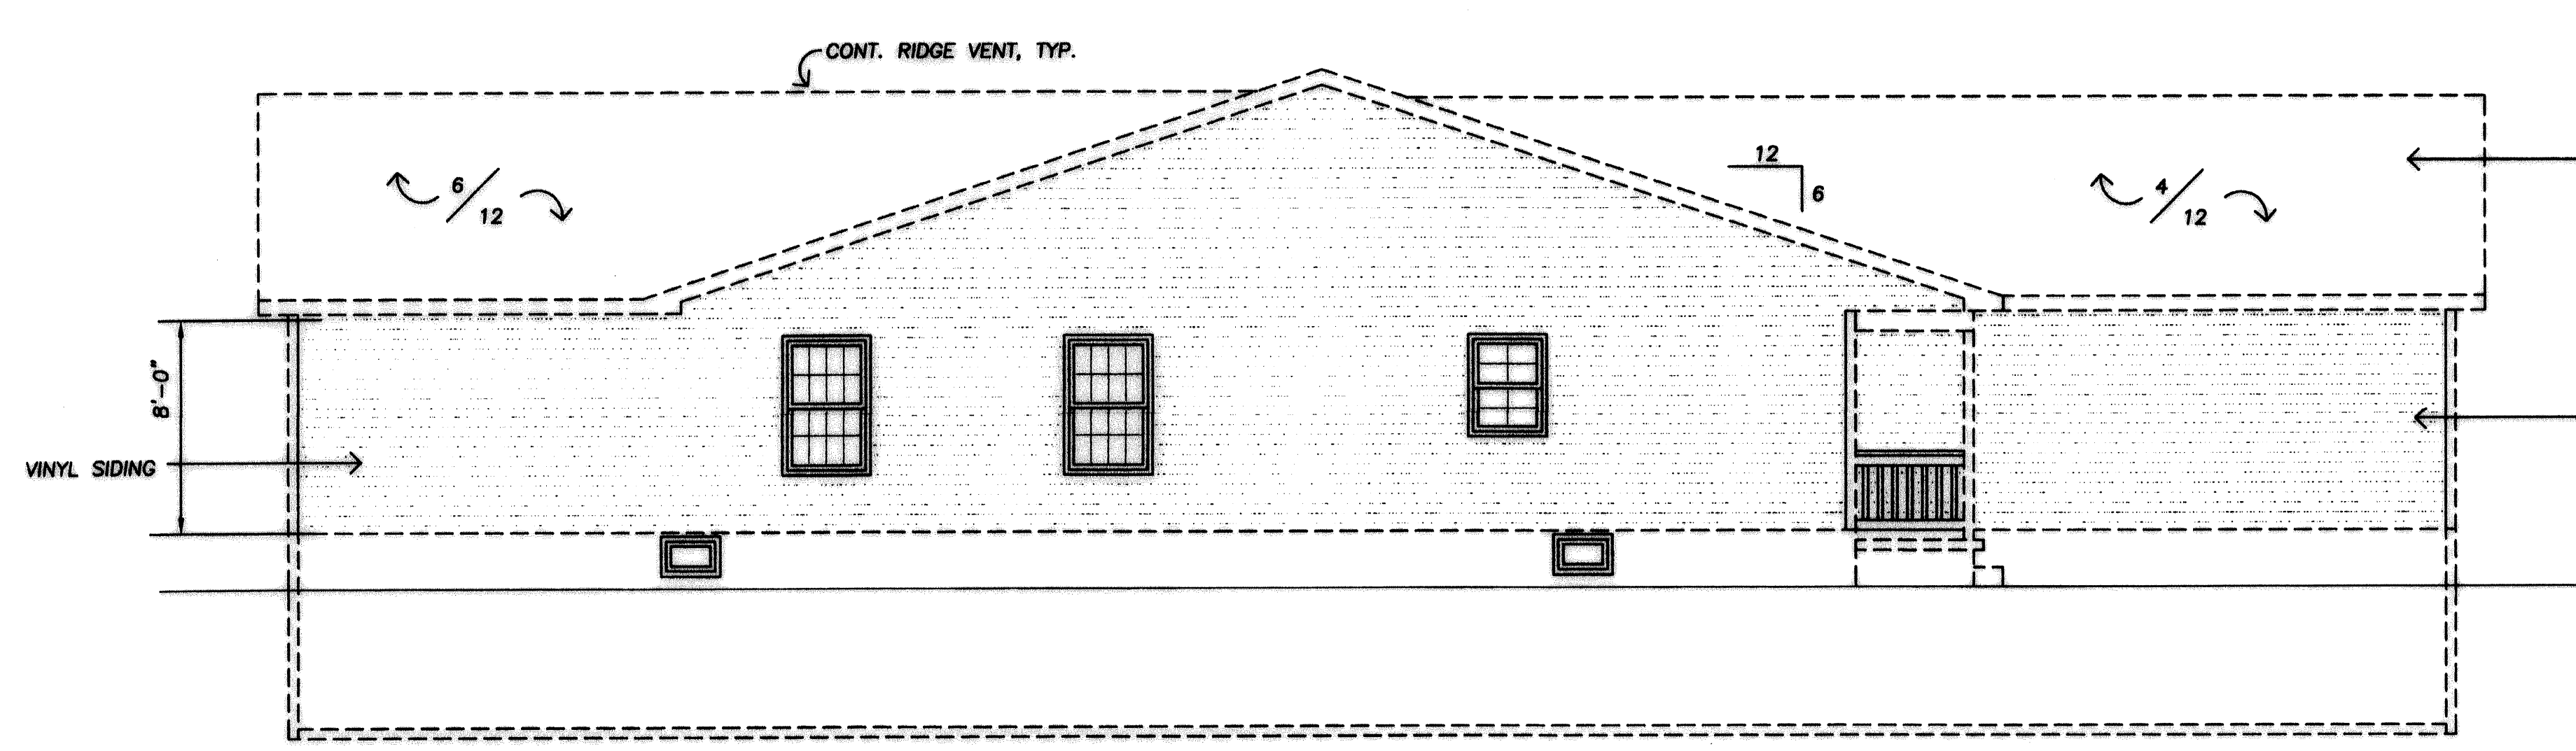 CONT. RIDGE VENT, TYP.
12
6
6/12
4/12
8'-0"
VINYL SIDING